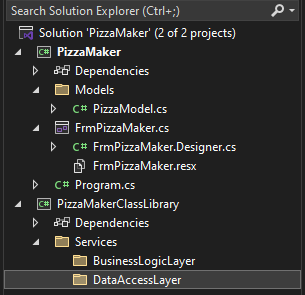 Search Solution Explorer (Ctrl+;)
Solution 'PizzaMaker' (2 of 2 projects)
C# PizzaMaker
Dependencies
Models
C# PizzaModel.cs
FrmPizzaMaker.cs
C# FrmPizzaMaker.Designer.cs
FrmPizzaMaker.resx
C# Program.cs
C# PizzaMakerClassLibrary
Dependencies
Services
BusinessLogicLayer
DataAccessLayer